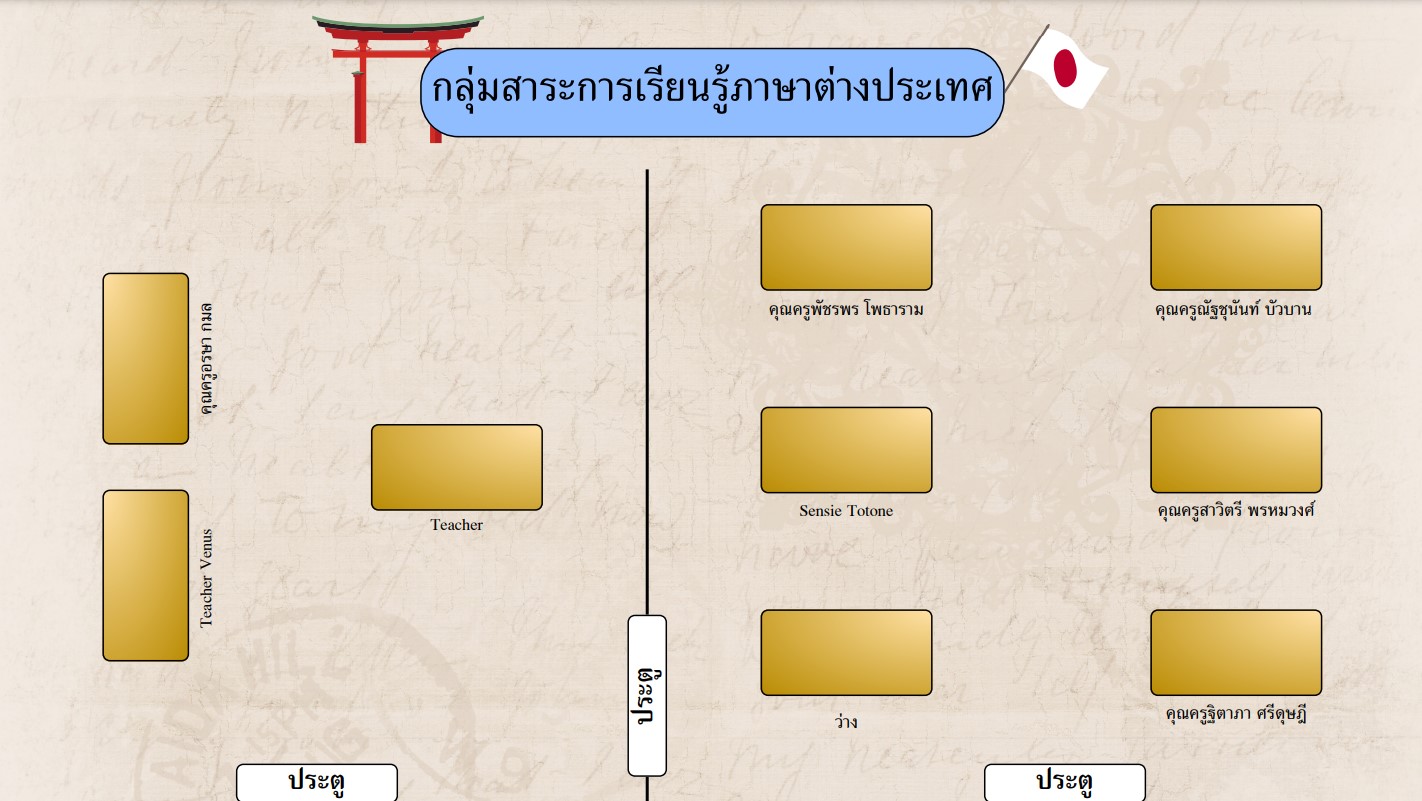 กลุ่มสาระการเรียนรู้ภาษาต่างประเทศ
คุณครูอรษา กมล
Teacher Venus
Teacher
คุณครูพัชรพร โพธาราม
คุณครูณัฐชุนันท์ บัวบาน
Sensie Totone
คุณครูสาวิตรี พรหมวงศ์
ว่าง
คุณครูฐิตาภา ศรีดุษฎี
ประตู
ประตู
ประตู